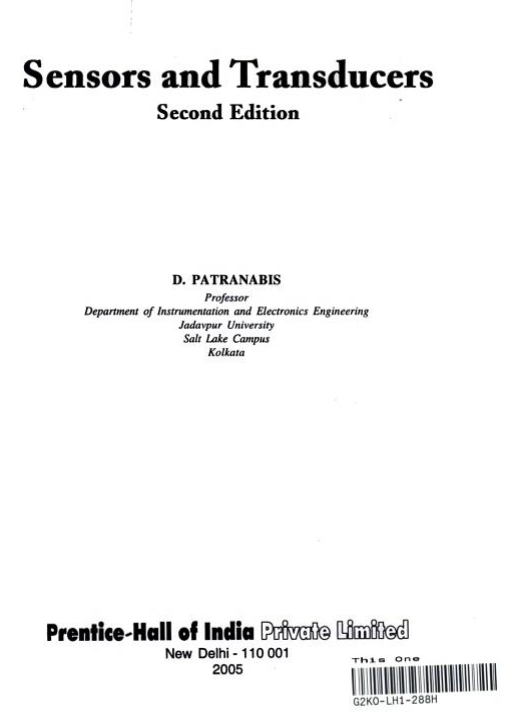 Sensors and Transducers
Second Edition
D. PATRANABIS
Professor
Department of Instrumentation and Electronics Engineering
Jadavpur University
Salt Lake Campus
Kolkata
Prentice-Hall of India Private Limited
New Delhi - 110 001
2005
This One
G2K0-LH1-288H